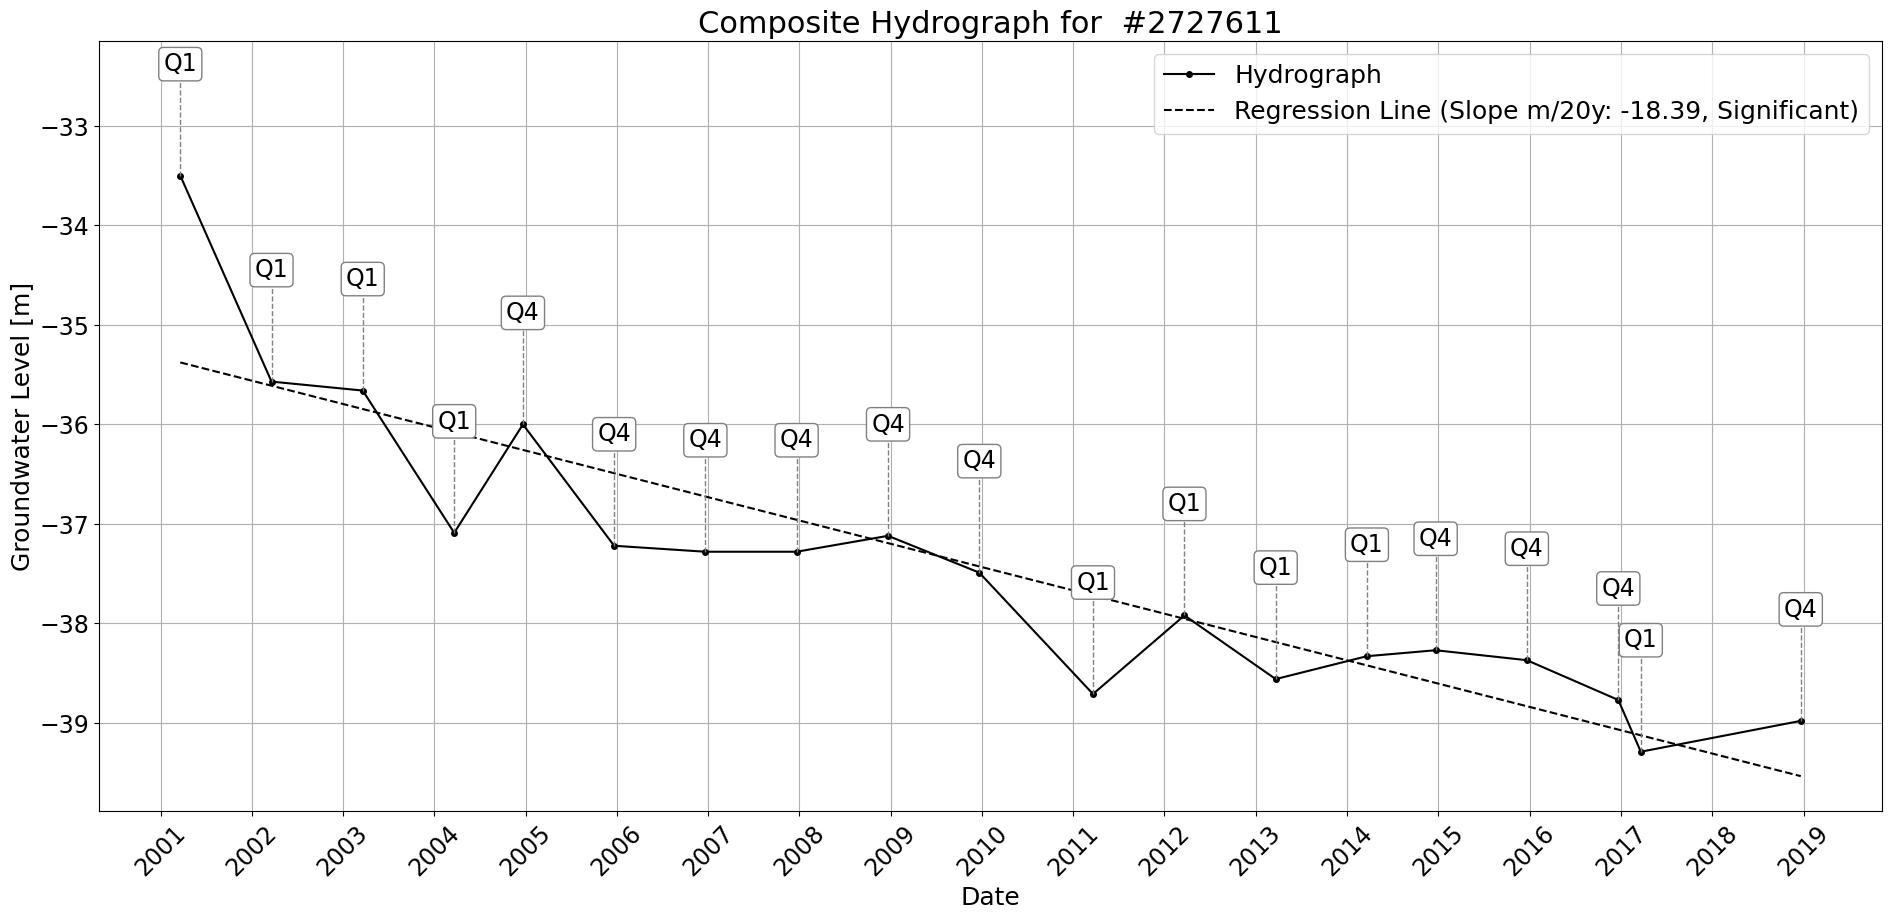 Composite Hydrograph for  #2727611
Hydrograph
Regression Line (Slope m/20y: -18.39, Significant)
Groundwater Level [m]
−33
−34
−35
−36
−37
−38
−39
Q1
Q1
Q1
Q1
Q4
Q4
Q4
Q4
Q4
Q4
Q1
Q1
Q1
Q1
Q4
Q4
Q4
Q1
Q4
2001
2002
2003
2004
2005
2006
2007
2008
2009
2010
2011
2012
2013
2014
2015
2016
2017
2018
2019
Date